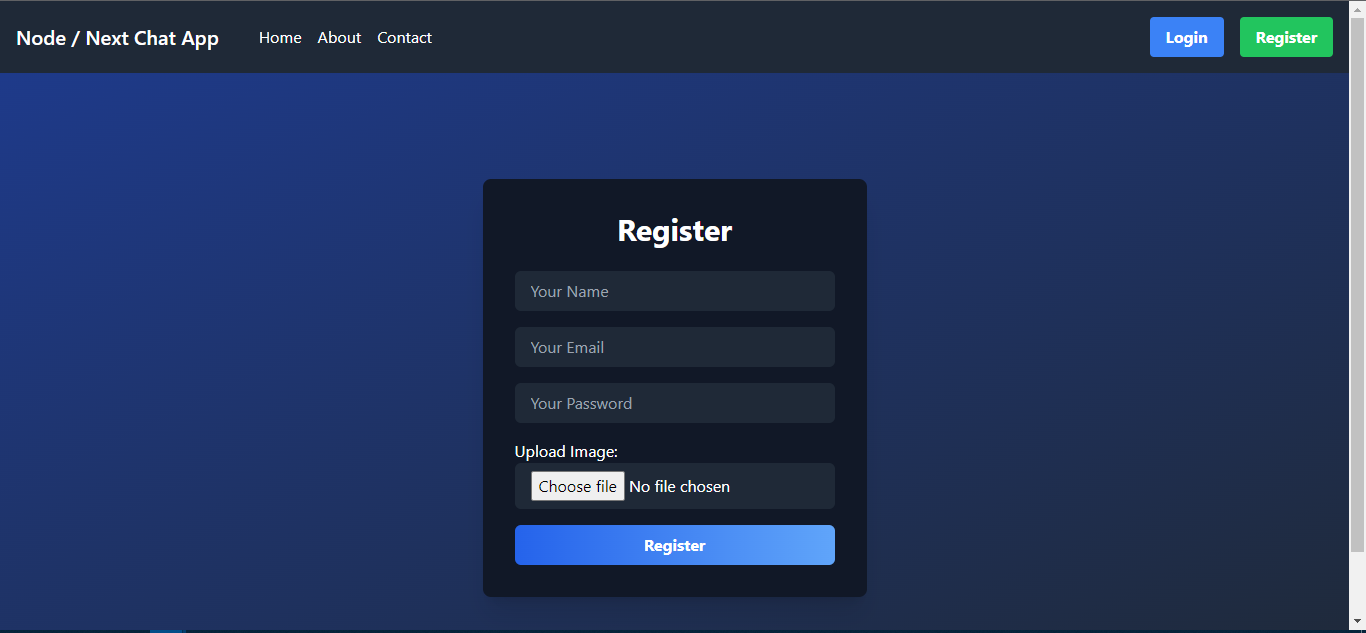 Node / Next Chat App Home About Contact Login Register
Register
Your Name
Your Email
Your Password
Upload Image:
Choose file No file chosen
Register